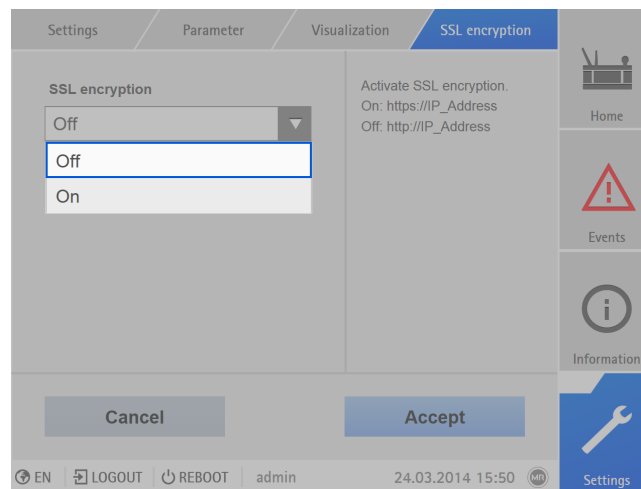 Settings
Parameter
Visualization
SSL encryption
SSL encryption
Off
Off
On
Activate SSL encryption.
On: https://IP_Address
Off: http://IP_Address
Cancel
Accept
Home
Events
Information
Settings
EN LOGOUT REBOOT admin 24.03.2014 15:50 MR